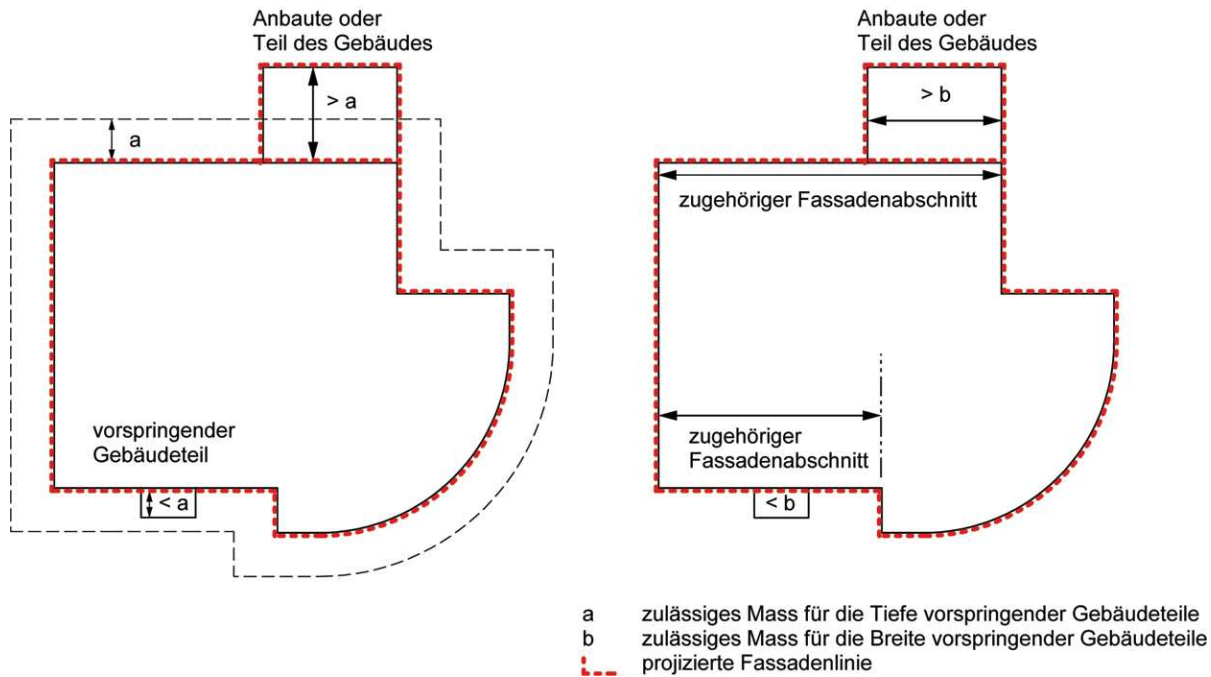 Anbaute oder
Teil des Gebäudes
> a
a
vorspringender
Gebäudeteil
< a
Anbaute oder
Teil des Gebäudes
> b
zugehöriger Fassadenabschnitt
zugehöriger
Fassadenabschnitt
< b
a zulässiges Mass für die Tiefe vorspringender Gebäudeteile
b zulässiges Mass für die Breite vorspringender Gebäudeteile
projizierte Fassadenlinie